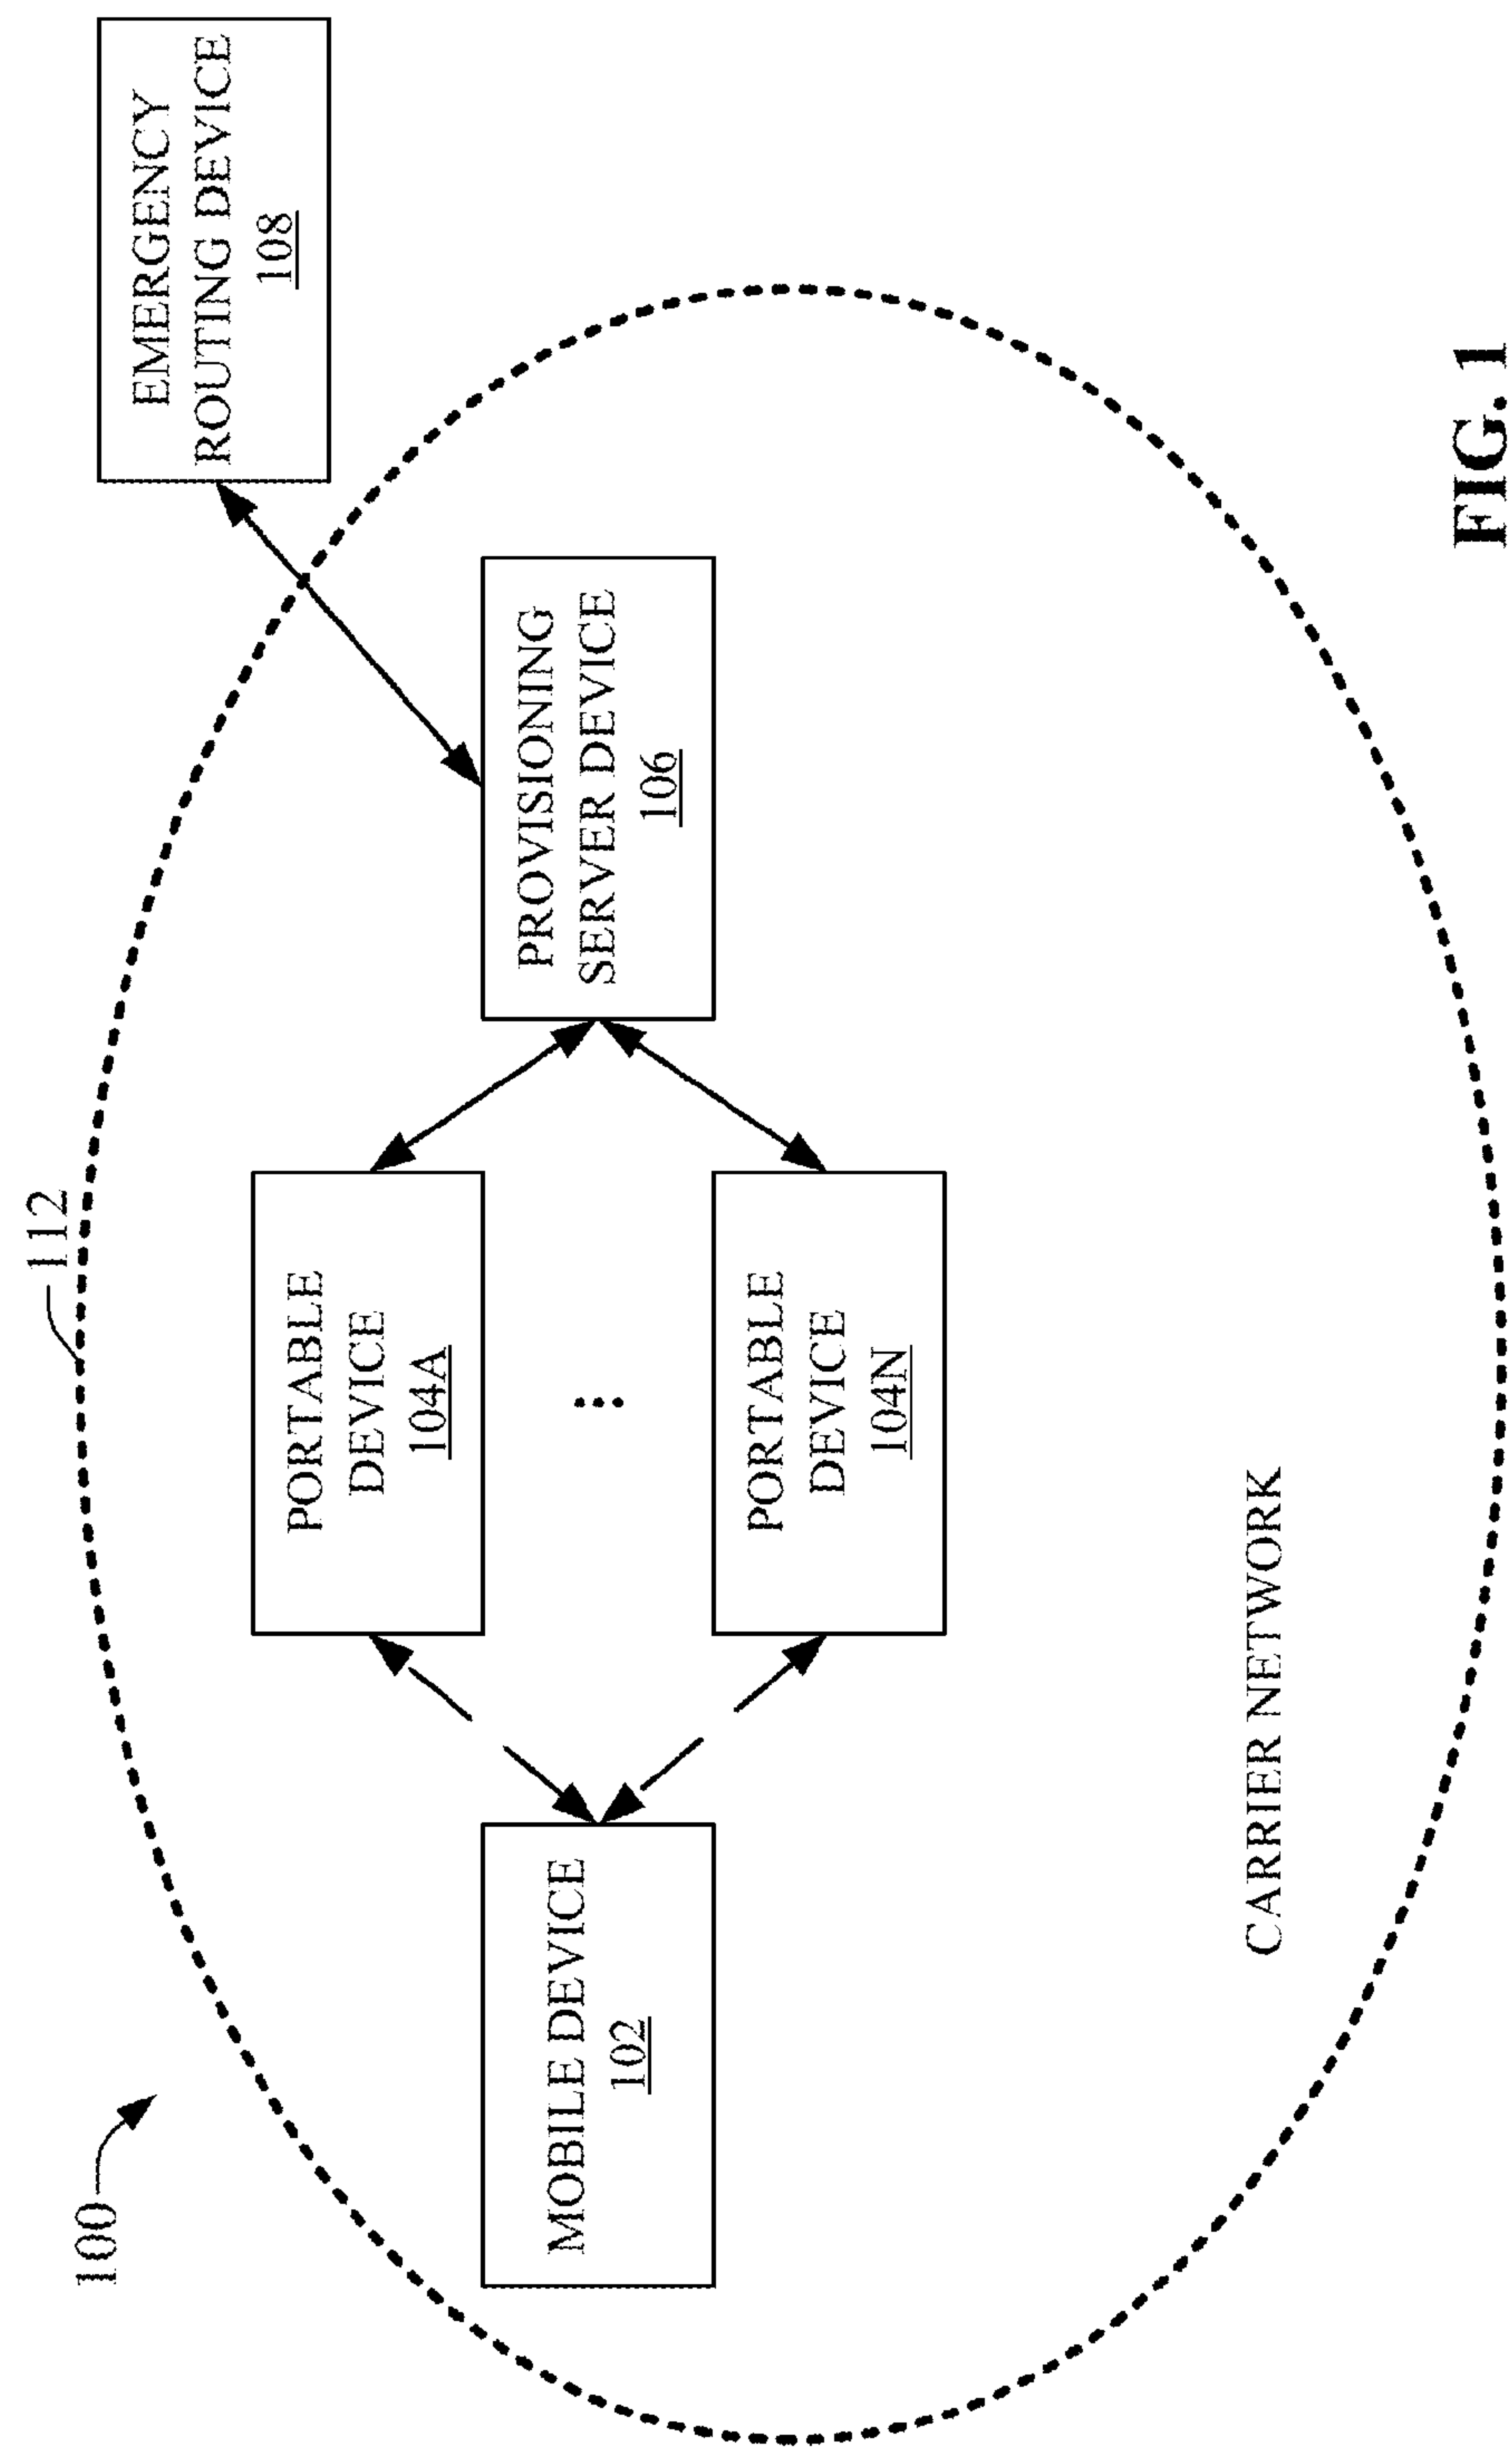 100
112
EMERGENCY
ROUTING DEVICE
108
PORTABLE
DEVICE
104A
MOBILE DEVICE
102
PROVISIONING
SERVER DEVICE
106
PORTABLE
DEVICE
104N
CARRIER NETWORK
FIG. 1